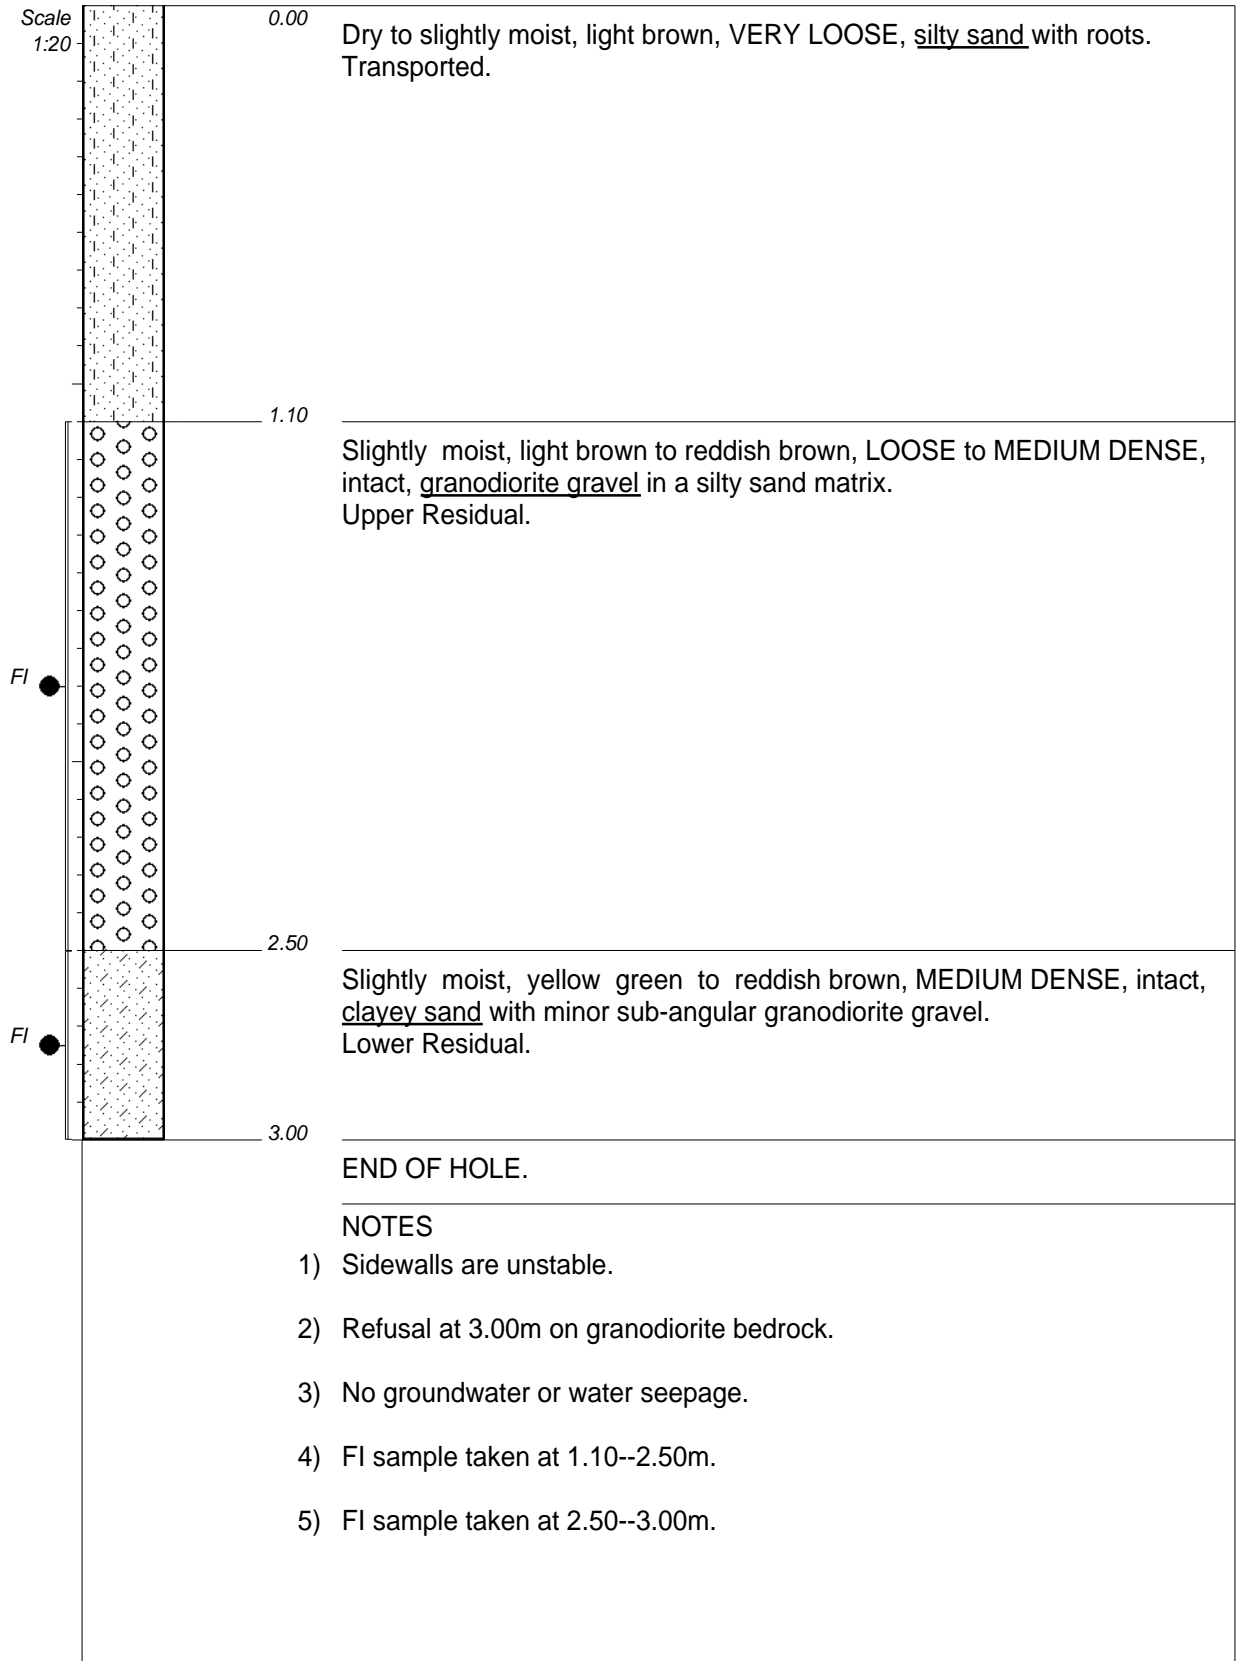 Scale
1:20
0.00
Dry to slightly moist, light brown, VERY LOOSE, silty sand with roots.
Transported.
1.10
Slightly moist, light brown to reddish brown, LOOSE to MEDIUM DENSE,
intact, granodiorite gravel in a silty sand matrix.
Upper Residual.
FI
2.50
Slightly moist, yellow green to reddish brown, MEDIUM DENSE, intact,
clayey sand with minor sub-angular granodiorite gravel.
Lower Residual.
FI
3.00
END OF HOLE.
NOTES
1) Sidewalls are unstable.
2) Refusal at 3.00m on granodiorite bedrock.
3) No groundwater or water seepage.
4) FI sample taken at 1.10--2.50m.
5) FI sample taken at 2.50--3.00m.